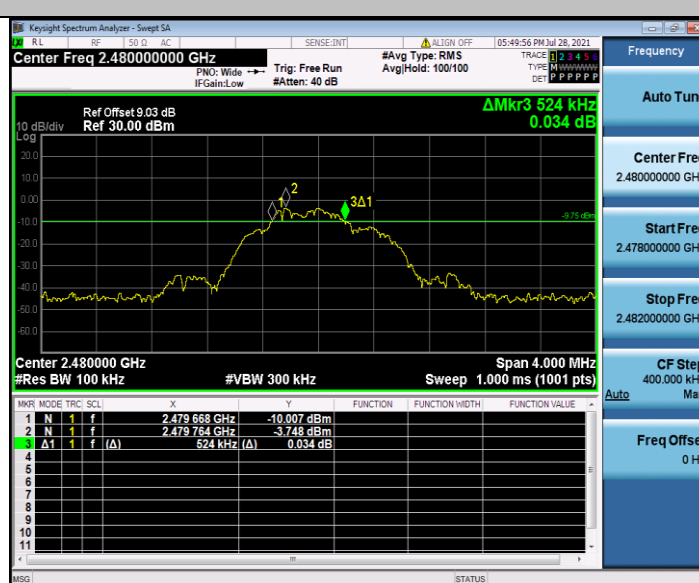 Keysight Spectrum Analyzer - Swept SA
RL RF 50 Ω AC SENSE:INT ALIGN OFF 05:49:56 PM Jul 28, 2021
Center Freq 2.480000000 GHz
PNO: Wide
IFGain:Low
Trig: Free Run
#Atten: 40 dB
#Avg Type: RMS
Avg|Hold: 100/100
TRACE 1 2 3 4 5 6
TYPE M W W W W W
DET P P P P P P
Frequency
Auto Tun
Center Fre
2.480000000 GH
Start Fre
2.478000000 GH
Stop Fre
2.482000000 GH
CF Ste
400.000 kH
Auto Ma
Freq Offse
0 H
ΔMkr3 524 kHz
0.034 dB
Ref Offset 9.03 dB
10 dB/div Ref 30.00 dBm
Log
20.0
10.0
0.00
-10.0
-20.0
-30.0
-40.0
-50.0
-60.0
1
2
3Δ1
-9.75 dBm
Center 2.480000 GHz Span 4.000 MHz
#Res BW 100 kHz #VBW 300 kHz Sweep 1.000 ms (1001 pts)
MKR MODE TRC SCL X Y FUNCTION FUNCTION WIDTH FUNCTION VALUE
1 N 1 f 2.479 668 GHz -10.007 dBm
2 N 1 f 2.479 764 GHz -3.748 dBm
3 Δ1 1 f (Δ) 524 kHz (Δ) 0.034 dB
4
5
6
7
8
9
10
11
MSG STATUS